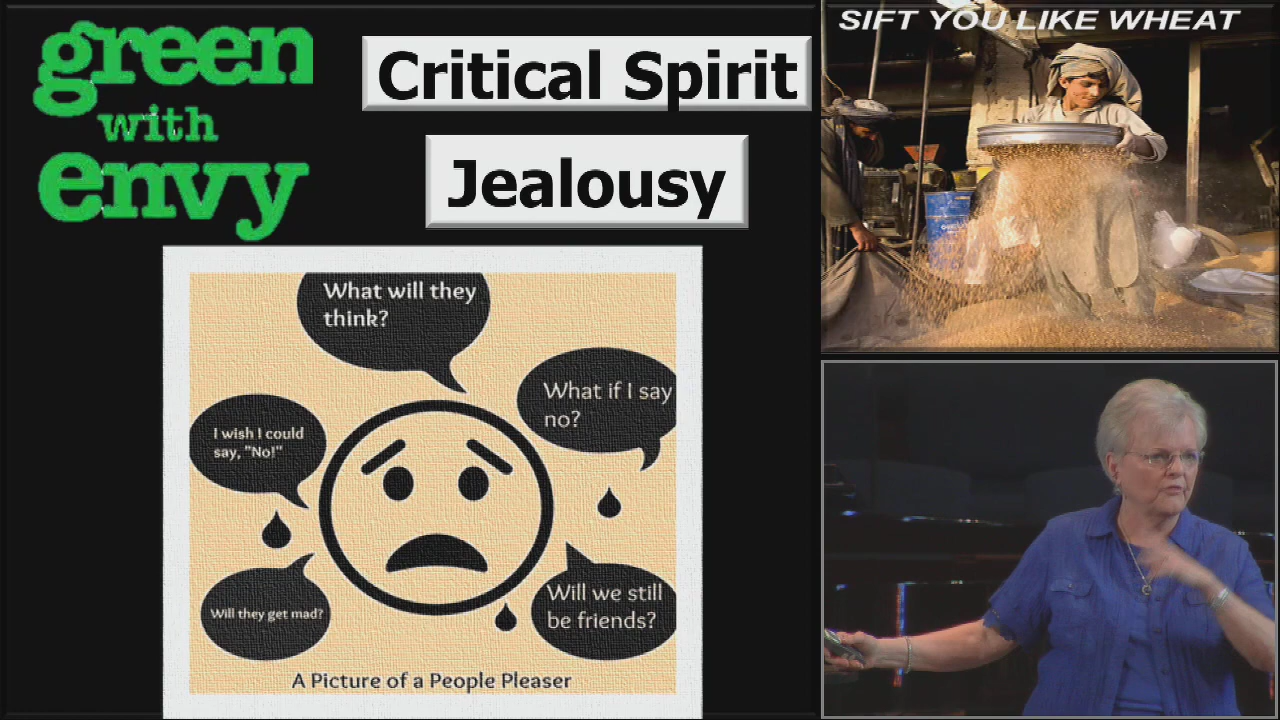 green
with
envy
Critical Spirit
Jealousy
SIFT YOU LIKE WHEAT
What will they
think?
What if I say
no?
I wish I could
say, "No!"
Will they get mad?
Will we still
be friends?
A Picture of a People Pleaser